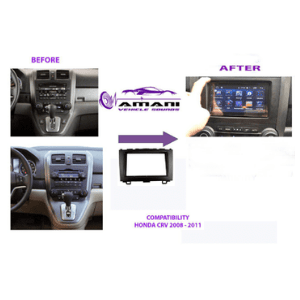 BEFORE
AFTER
AMANI
VEHICLE SOUNDS
COMPATIBILITY
HONDA CRV 2008 - 2011